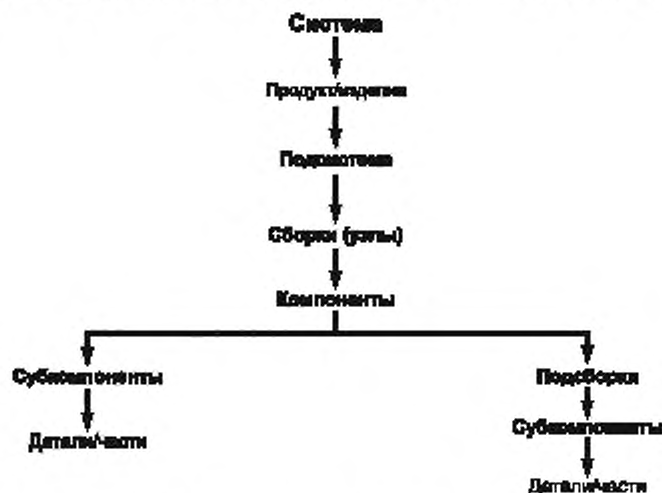 Система
Продукт/изделие
Подсистема
Сборки (узлы)
Компоненты
Субкомпоненты
Подсборки
Детали/части
Субкомпоненты
Детали/части